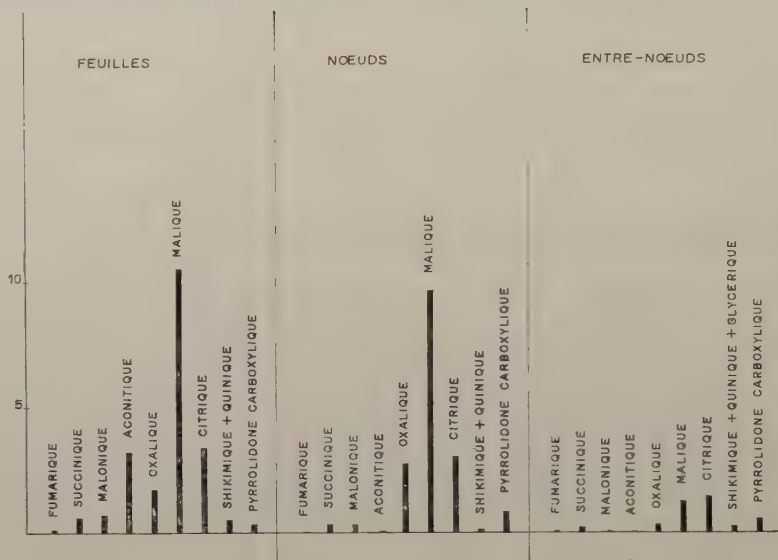 FEUILLES
NŒUDS
ENTRE-NŒUDS
10
5
FUMARIQUE
SUCCINIQUE
MALONIQUE
ACONITIQUE
OXALIQUE
MALIQUE
CITRIQUE
SHIKIMIQUE + QUINIQUE
PYRROLIDONE CARBOXYLIQUE
FUMARIQUE
SUCCINIQUE
MALONIQUE
ACONITIQUE
OXALIQUE
MALIQUE
CITRIQUE
SHIKIMIQUE + QUINIQUE
PYRROLIDONE CARBOXYLIQUE
FUMARIQUE
SUCCINIQUE
MALONIQUE
ACONITIQUE
OXALIQUE
MALIQUE
CITRIQUE
SHIKIMIQUE + QUINIQUE + GLYCERIQUE
PYRROLIDONE CARBOXYLIQUE